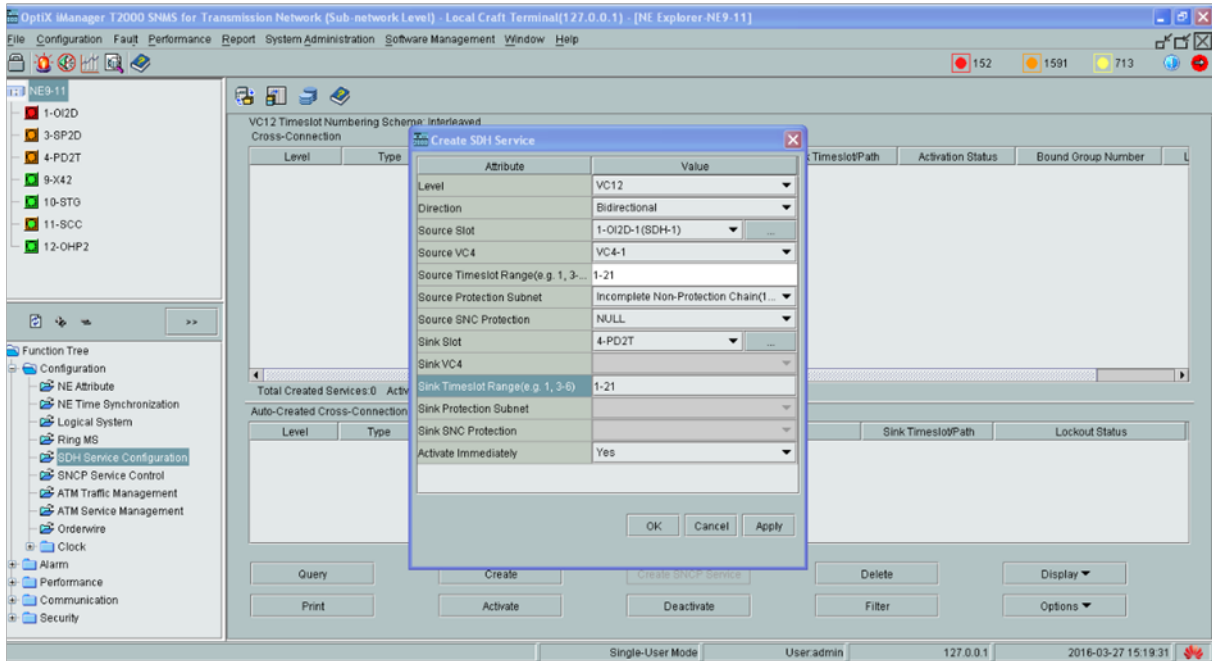 OptiX iManager T2000 SNMS for Transmission Network (Sub-network Level) - Local Craft Terminal(127.0.0.1) - [NE Explorer-NE9-11]
File Configuration Fault Performance Report System Administration Software Management Window Help
152 1591 713
NE9-11
1-OI2D
3-SP2D
4-PD2T
9-X42
10-STG
11-SCC
12-OHP2
>>
Function Tree
Configuration
NE Attribute
NE Time Synchronization
Logical System
Ring MS
SDH Service Configuration
SNCP Service Control
ATM Traffic Management
ATM Service Management
Orderwire
Clock
Alarm
Performance
Communication
Security
VC12 Timeslot Numbering Scheme: Interleaved
Cross-Connection
Level Type Timeslot/Path Activation Status Bound Group Number L
Total Created Services:0 Activ
Auto-Created Cross-Connection
Level Type Sink Timeslot/Path Lockout Status
Create SDH Service
Attribute Value
Level VC12
Direction Bidirectional
Source Slot 1-OI2D-1(SDH-1) ...
Source VC4 VC4-1
Source Timeslot Range(e.g. 1, 3-... 1-21
Source Protection Subnet Incomplete Non-Protection Chain(1...
Source SNC Protection NULL
Sink Slot 4-PD2T ...
Sink VC4
Sink Timeslot Range(e.g. 1, 3-6) 1-21
Sink Protection Subnet
Sink SNC Protection
Activate Immediately Yes
OK Cancel Apply
Query Create Create SNCP Service Delete Display
Print Activate Deactivate Filter Options
Single-User Mode User:admin 127.0.0.1 2016-03-27 15:19:31